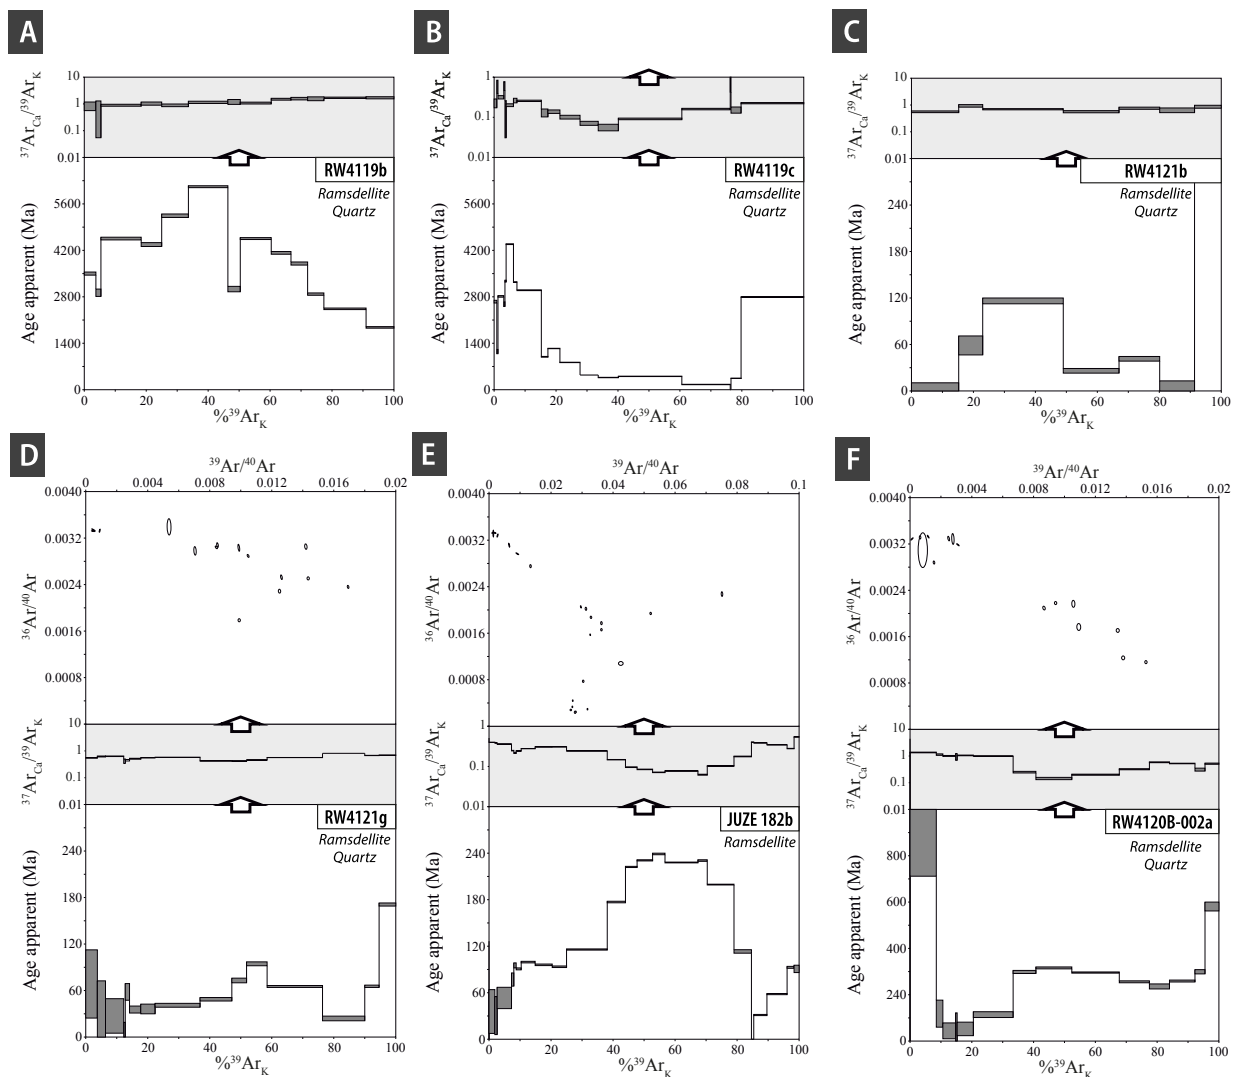 A
B
C
10
1
0.1
0.01
37ArCa/39ArK
RW4119b
Ramsdellite
Quartz
5600
4200
2800
1400
0
Age apparent (Ma)
0 20 40 60 80 100
%39ArK
1
0.1
0.01
37ArCa/39ArK
RW4119c
Ramsdellite
Quartz
5600
4200
2800
1400
0
Age apparent (Ma)
0 20 40 60 80 100
%39ArK
10
1
0.1
0.01
37ArCa/39ArK
RW4121b
Ramsdellite
Quartz
240
180
120
60
0
Age apparent (Ma)
0 20 40 60 80 100
%39ArK
D
39Ar/40Ar
0 0.004 0.008 0.012 0.016 0.02
0.0040
0.0032
0.0024
0.0016
0.0008
36Ar/40Ar
10
1
0.1
0.01
37ArCa/39ArK
RW4121g
Ramsdellite
Quartz
240
180
120
60
0
Age apparent (Ma)
0 20 40 60 80 100
%39ArK
E
39Ar/40Ar
0 0.02 0.04 0.06 0.08 0.1
0.0040
0.0032
0.0024
0.0016
0.0008
36Ar/40Ar
1
0.1
0.01
37ArCa/39Ar
JUZE 182b
Ramsdellite
240
180
120
60
0
Age apparent (Ma)
0 20 40 60 80 100
%39ArK
F
39Ar/40Ar
0 0.004 0.008 0.012 0.016 0.02
0.0040
0.0032
0.0024
0.0016
0.0008
36Ar/40Ar
10
1
0.1
0.01
37ArCa/39ArK
RW4120B-002a
Ramsdellite
Quartz
800
600
400
240
0
Age apparent (Ma)
0 20 40 60 80 100
%39ArK